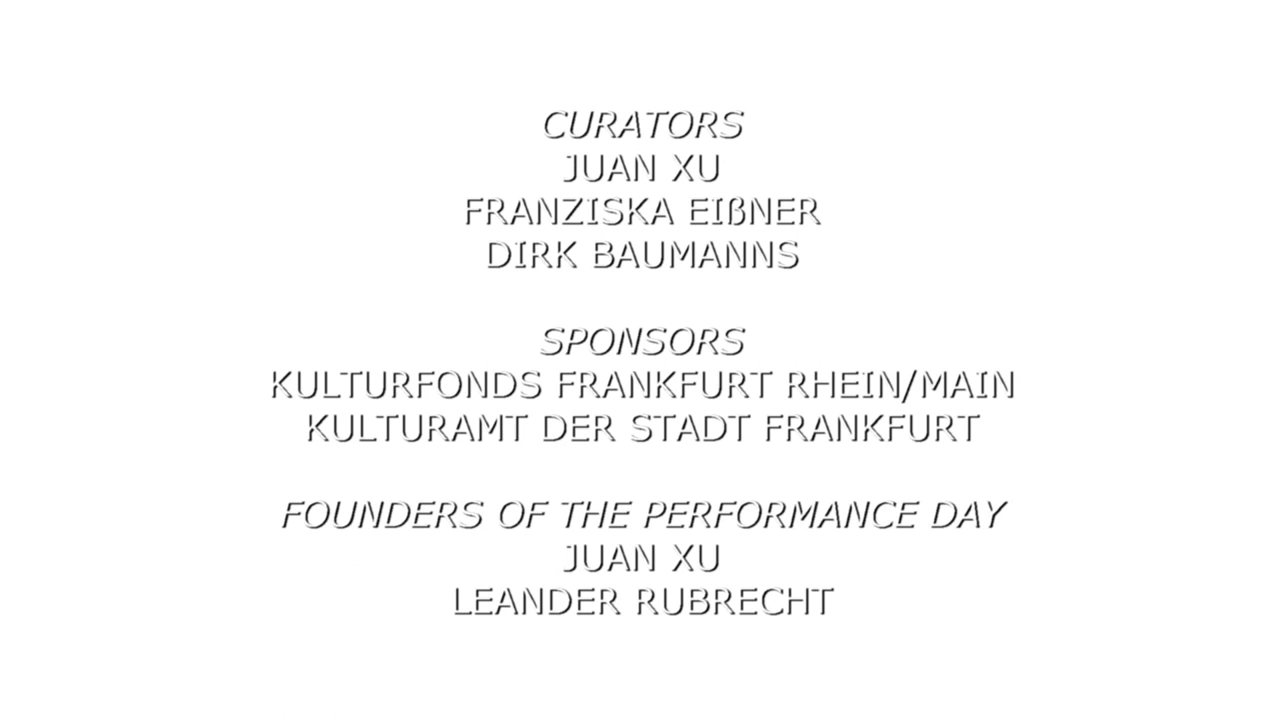 CURATORS
JUAN XU
FRANZISKA EIßNER
DIRK BAUMANNS
SPONSORS
KULTURFONDS FRANKFURT RHEIN/MAIN
KULTURAMT DER STADT FRANKFURT
FOUNDERS OF THE PERFORMANCE DAY
JUAN XU
LEANDER RUBRECHT